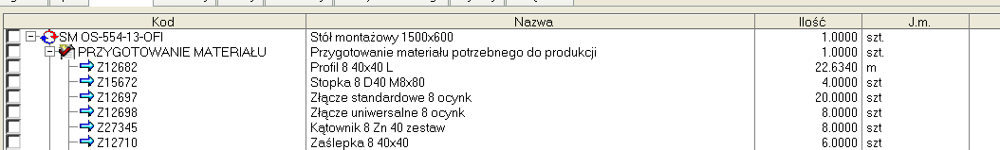 Kod Nazwa Ilość J.m.
SM OS-554-13-OFI Stół montażowy 1500x600 1.0000 szt.
PRZYGOTOWANIE MATERIAŁU Przygotowanie materiału potrzebnego do produkcji 1.0000 szt.
Z12682 Profil 8 40x40 L 22.6340 m
Z15672 Stopka 8 D40 M8x80 4.0000 szt
Z12697 Złącze standardowe 8 ocynk 20.0000 szt
Z12698 Złącze uniwersalne 8 ocynk 8.0000 szt
Z27345 Kątownik 8 Zn 40 zestaw 8.0000 szt
Z12710 Zaślepka 8 40x40 6.0000 szt